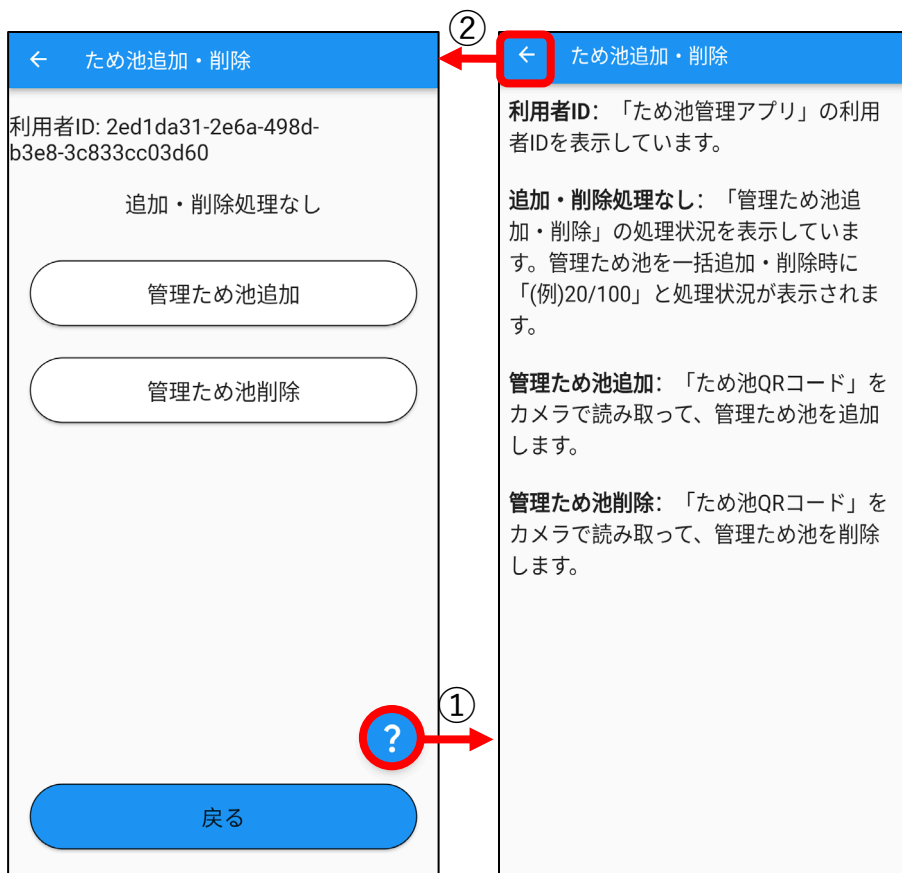 ②
← ため池追加・削除
利用者ID: 2ed1da31-2e6a-498d-
b3e8-3c833cc03d60
追加・削除処理なし
管理ため池追加
管理ため池削除
?
①
戻る
← ため池追加・削除
利用者ID：「ため池管理アプリ」の利用
者IDを表示しています。
追加・削除処理なし：「管理ため池追
加・削除」の処理状況を表示していま
す。管理ため池を一括追加・削除時に
「(例)20/100」と処理状況が表示されま
す。
管理ため池追加：「ため池QRコード」を
カメラで読み取って、管理ため池を追加
します。
管理ため池削除：「ため池QRコード」を
カメラで読み取って、管理ため池を削除
します。